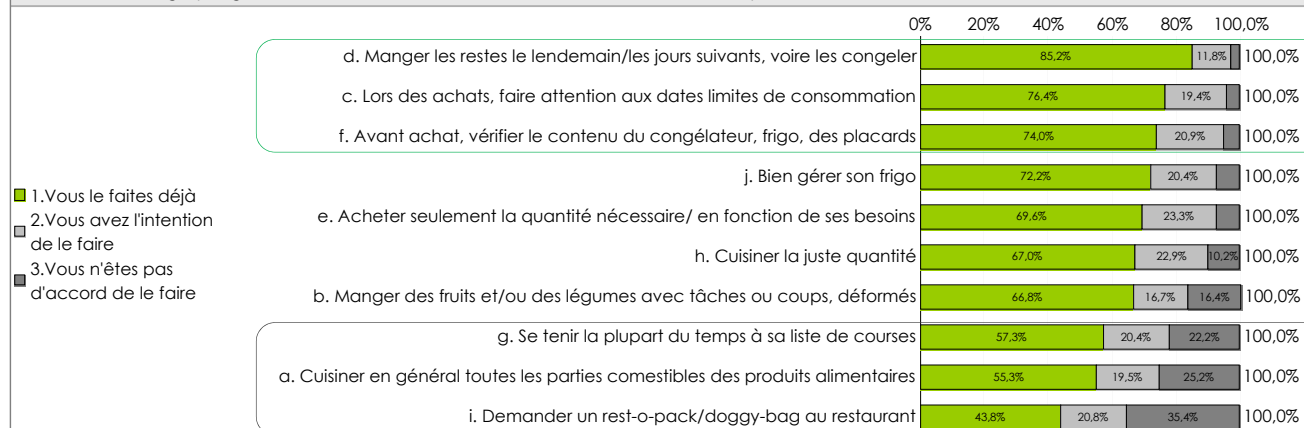 0% 20% 40% 60% 80% 100,0%
d. Manger les restes le lendemain/les jours suivants, voire les congeler 85,2% 11,8% 100,0%
c. Lors des achats, faire attention aux dates limites de consommation 76,4% 19,4% 100,0%
f. Avant achat, vérifier le contenu du congélateur, frigo, des placards 74,0% 20,9% 100,0%
j. Bien gérer son frigo 72,2% 20,4% 100,0%
1.Vous le faites déjà
2.Vous avez l'intention
de le faire
3.Vous n'êtes pas
d'accord de le faire
e. Acheter seulement la quantité nécessaire/ en fonction de ses besoins 69,6% 23,3% 100,0%
h. Cuisiner la juste quantité 67,0% 22,9% 10,2% 100,0%
b. Manger des fruits et/ou des légumes avec tâches ou coups, déformés 66,8% 16,7% 16,4% 100,0%
g. Se tenir la plupart du temps à sa liste de courses 57,3% 20,4% 22,2% 100,0%
a. Cuisiner en général toutes les parties comestibles des produits alimentaires 55,3% 19,5% 25,2% 100,0%
i. Demander un rest-o-pack/doggy-bag au restaurant 43,8% 20,8% 35,4% 100,0%